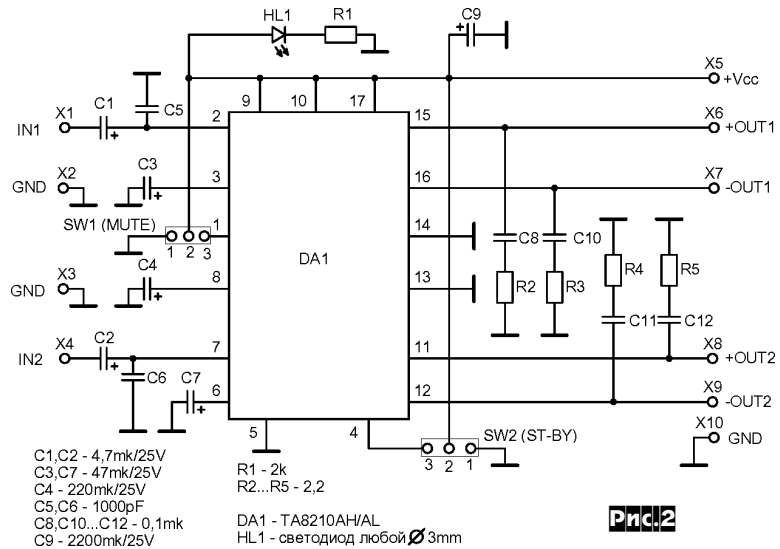 HL1
R1
C9
X5
+Vcc
X1
C1
C5
9
10
17
X6
IN1
2
15
+OUT1
X2
C3
X7
GND
3
16
-OUT1
SW1 (MUTE)
1
14
C8
C10
1 2 3
DA1
X3
C4
R4
R5
GND
8
13
R2
R3
C11
C12
X4
C2
X8
IN2
7
11
+OUT2
C6
C7
6
12
X9
-OUT2
5
4
SW2 (ST-BY)
X10
GND
3 2 1
C1,C2 - 4,7mk/25V
C3,C7 - 47mk/25V
C4 - 220mk/25V
C5,C6 - 1000pF
C8,C10...C12 - 0,1mk
C9 - 2200mk/25V
R1 - 2k
R2...R5 - 2,2
DA1 - TA8210AH/AL
HL1 - светодиод любой Ø 3mm
Рис.2